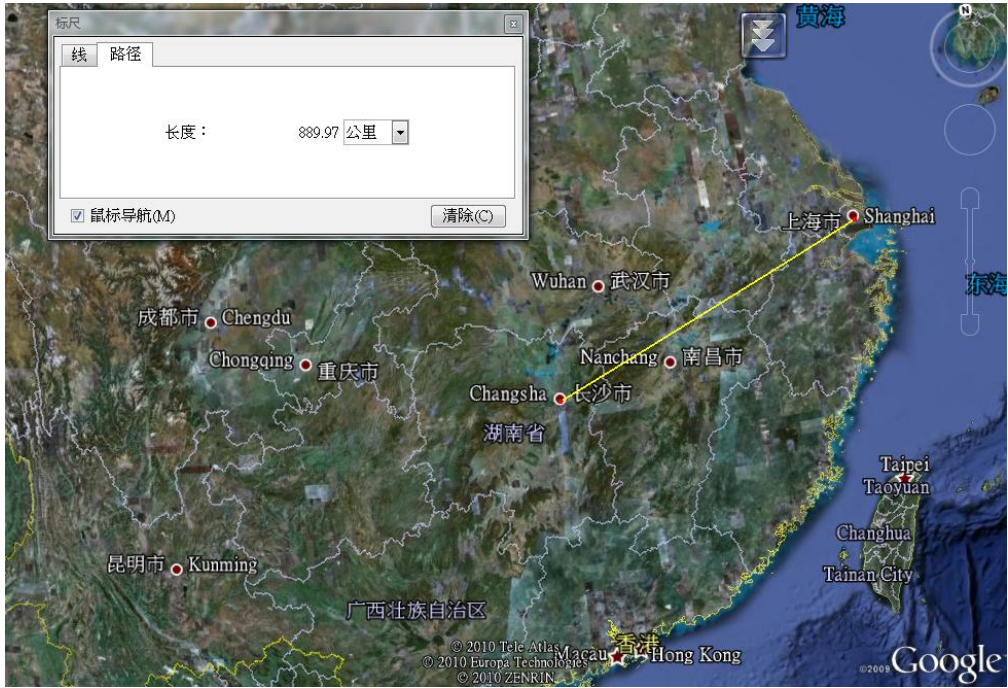 标尺
线 路径
长度： 889.97 公里
鼠标导航(M) 清除(C)
黄海
N
上海市 Shanghai
Wuhan 武汉市
东海
成都市 Chengdu
Chongqing 重庆市
Nanchang 南昌市
Changsha 长沙市
湖南省
Taipei
Taoyuan
Changhua
昆明市 Kunming
Tainan City
广西壮族自治区
香港
Macau Hong Kong
© 2010 Tele Atlas
© 2010 Europa Technologies
© 2010 ZENRIN
©2009 Google